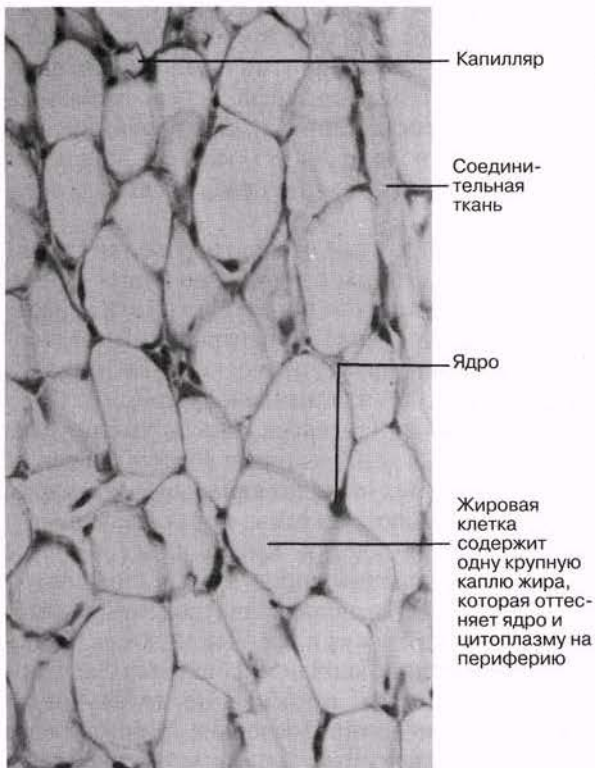 Капилляр
Соедини-
тельная
ткань
Ядро
Жировая
клетка
содержит
одну крупную
каплю жира,
которая оттес-
няет ядро и
цитоплазму на
периферию